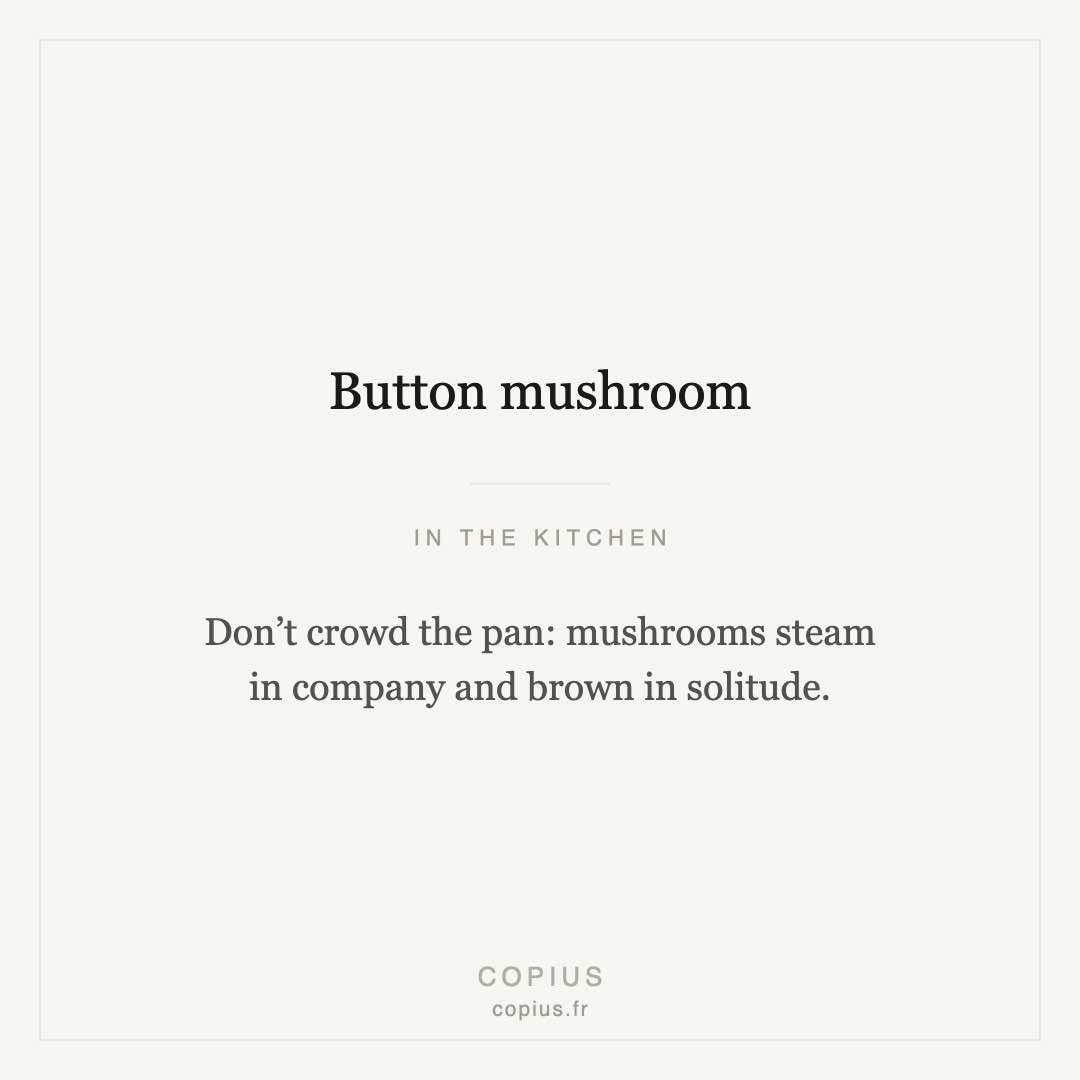 Button mushroom
IN THE KITCHEN
Don’t crowd the pan: mushrooms steam
in company and brown in solitude.
COPIUS
copius.fr